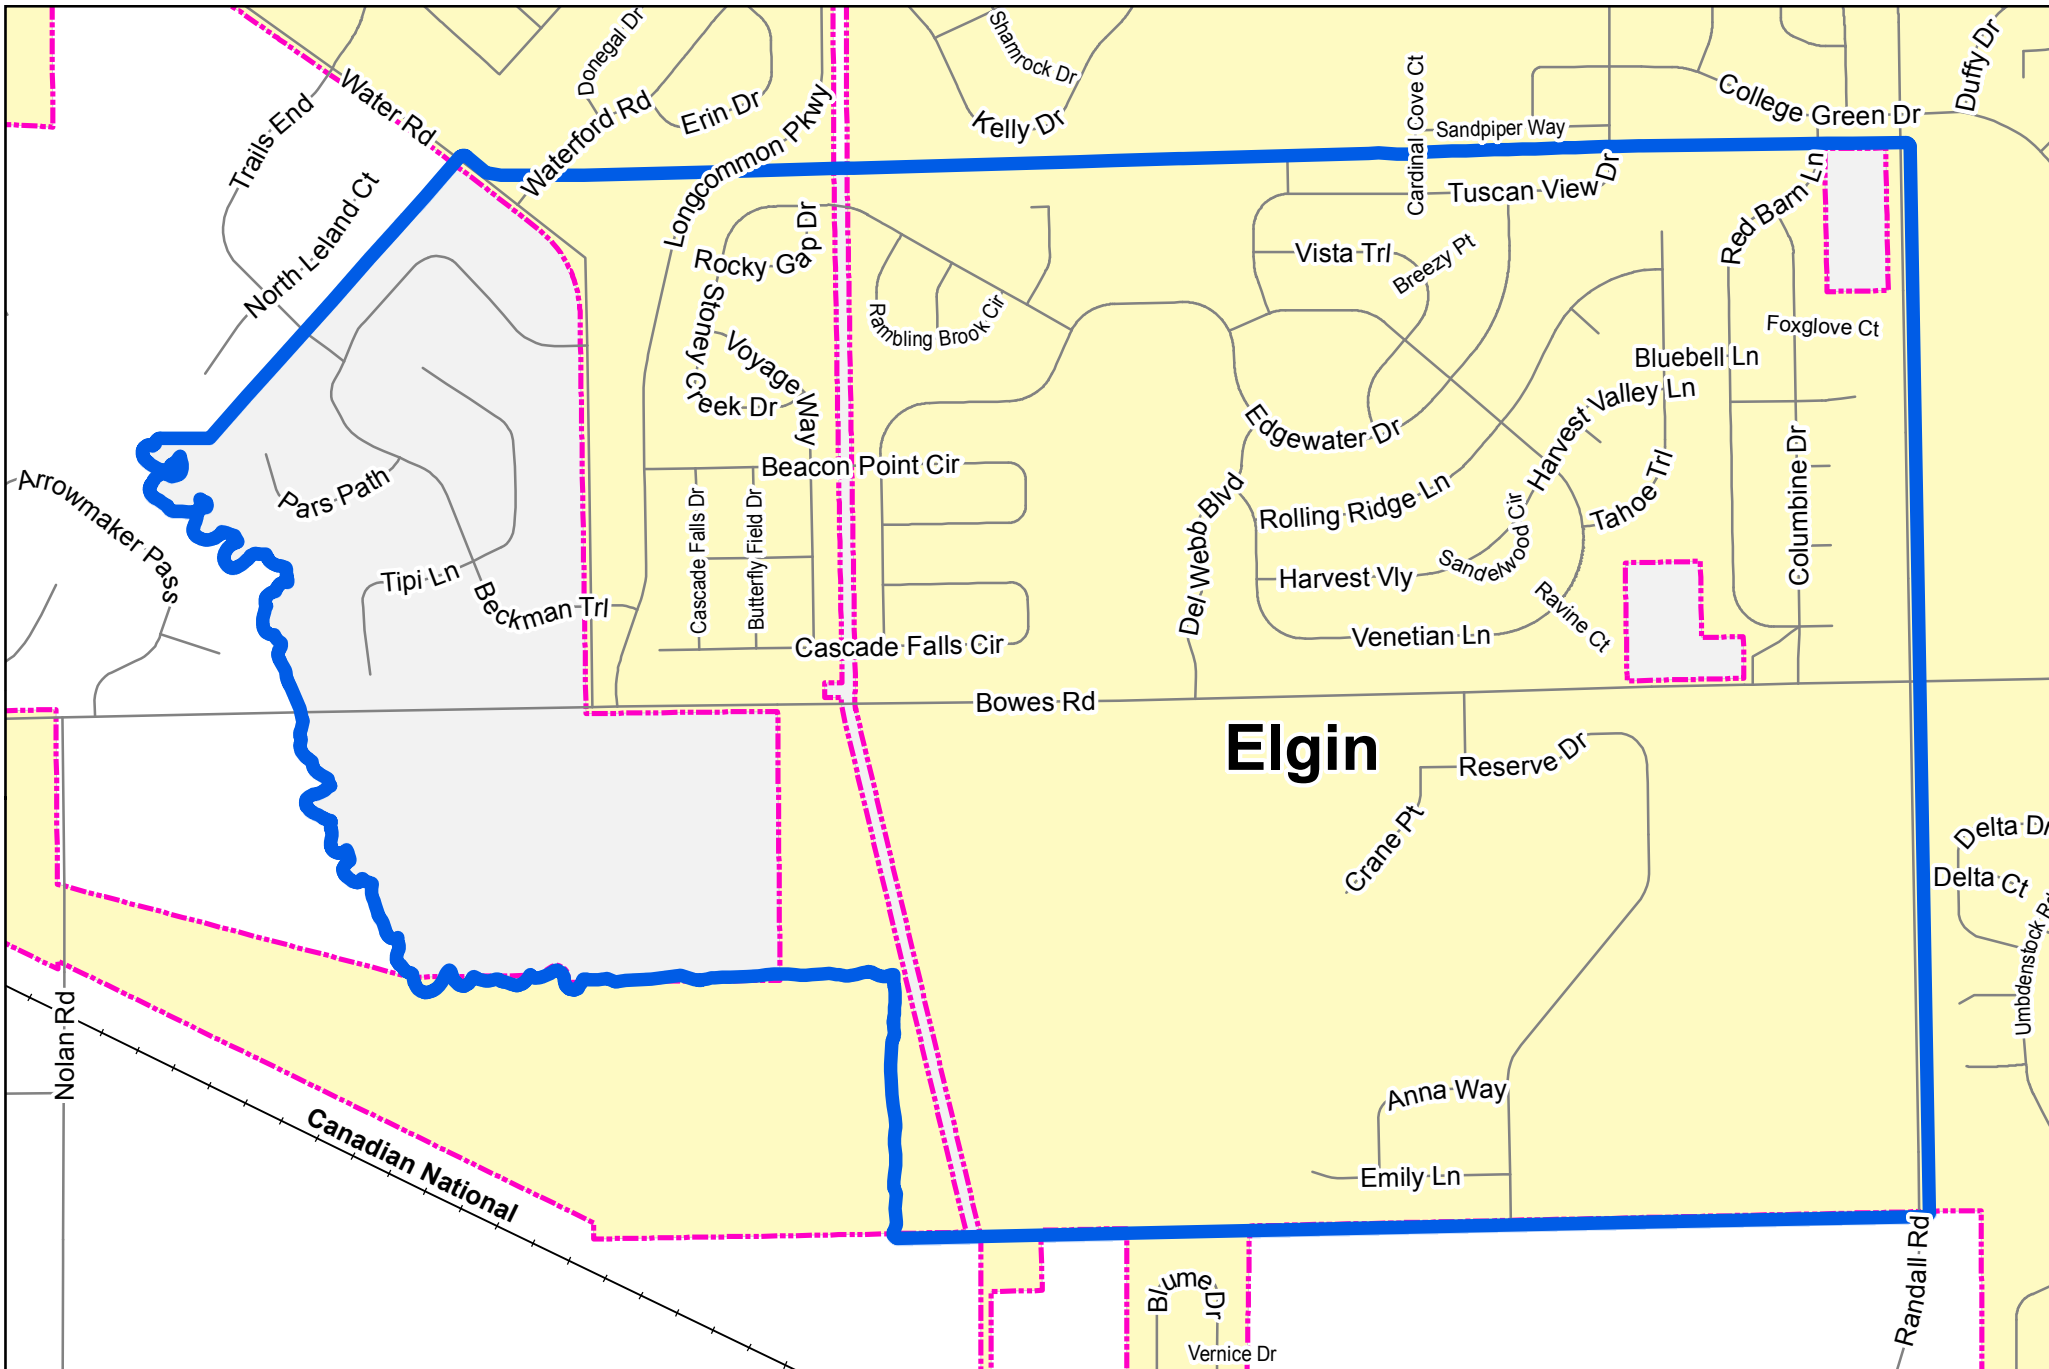 Donegal Dr
Shamrock Dr
Duffy Dr
Water Rd
Trails End
Waterford Rd
Erin Dr
Longcommon Pkwy
Kelly Dr
Cardinal Cove Ct
Sandpiper Way
College Green Dr
North Leland Ct
Tuscan View Dr
Red Barn Ln
Rocky Gap Dr
Vista Trl
Breezy Pt
Stoney Creek Dr
Rambling Brook Cir
Foxglove Ct
Voyage Way
Bluebell Ln
Harvest Valley Ln
Edgewater Dr
Beacon Point Cir
Arrowmaker Pass
Pars Path
Cascade Falls Dr
Butterfly Field Dr
Del Webb Blvd
Rolling Ridge Ln
Sandelwood Cir
Tahoe Trl
Columbine Dr
Tipi Ln
Beckman Trl
Harvest Vly
Ravine Ct
Venetian Ln
Cascade Falls Cir
Bowes Rd
Elgin
Reserve Dr
Crane Pt
Delta Dr
Delta Ct
Umbdenstock Rd
Nolan Rd
Canadian National
Anna Way
Emily Ln
Blume Dr
Vernice Dr
Randall Rd